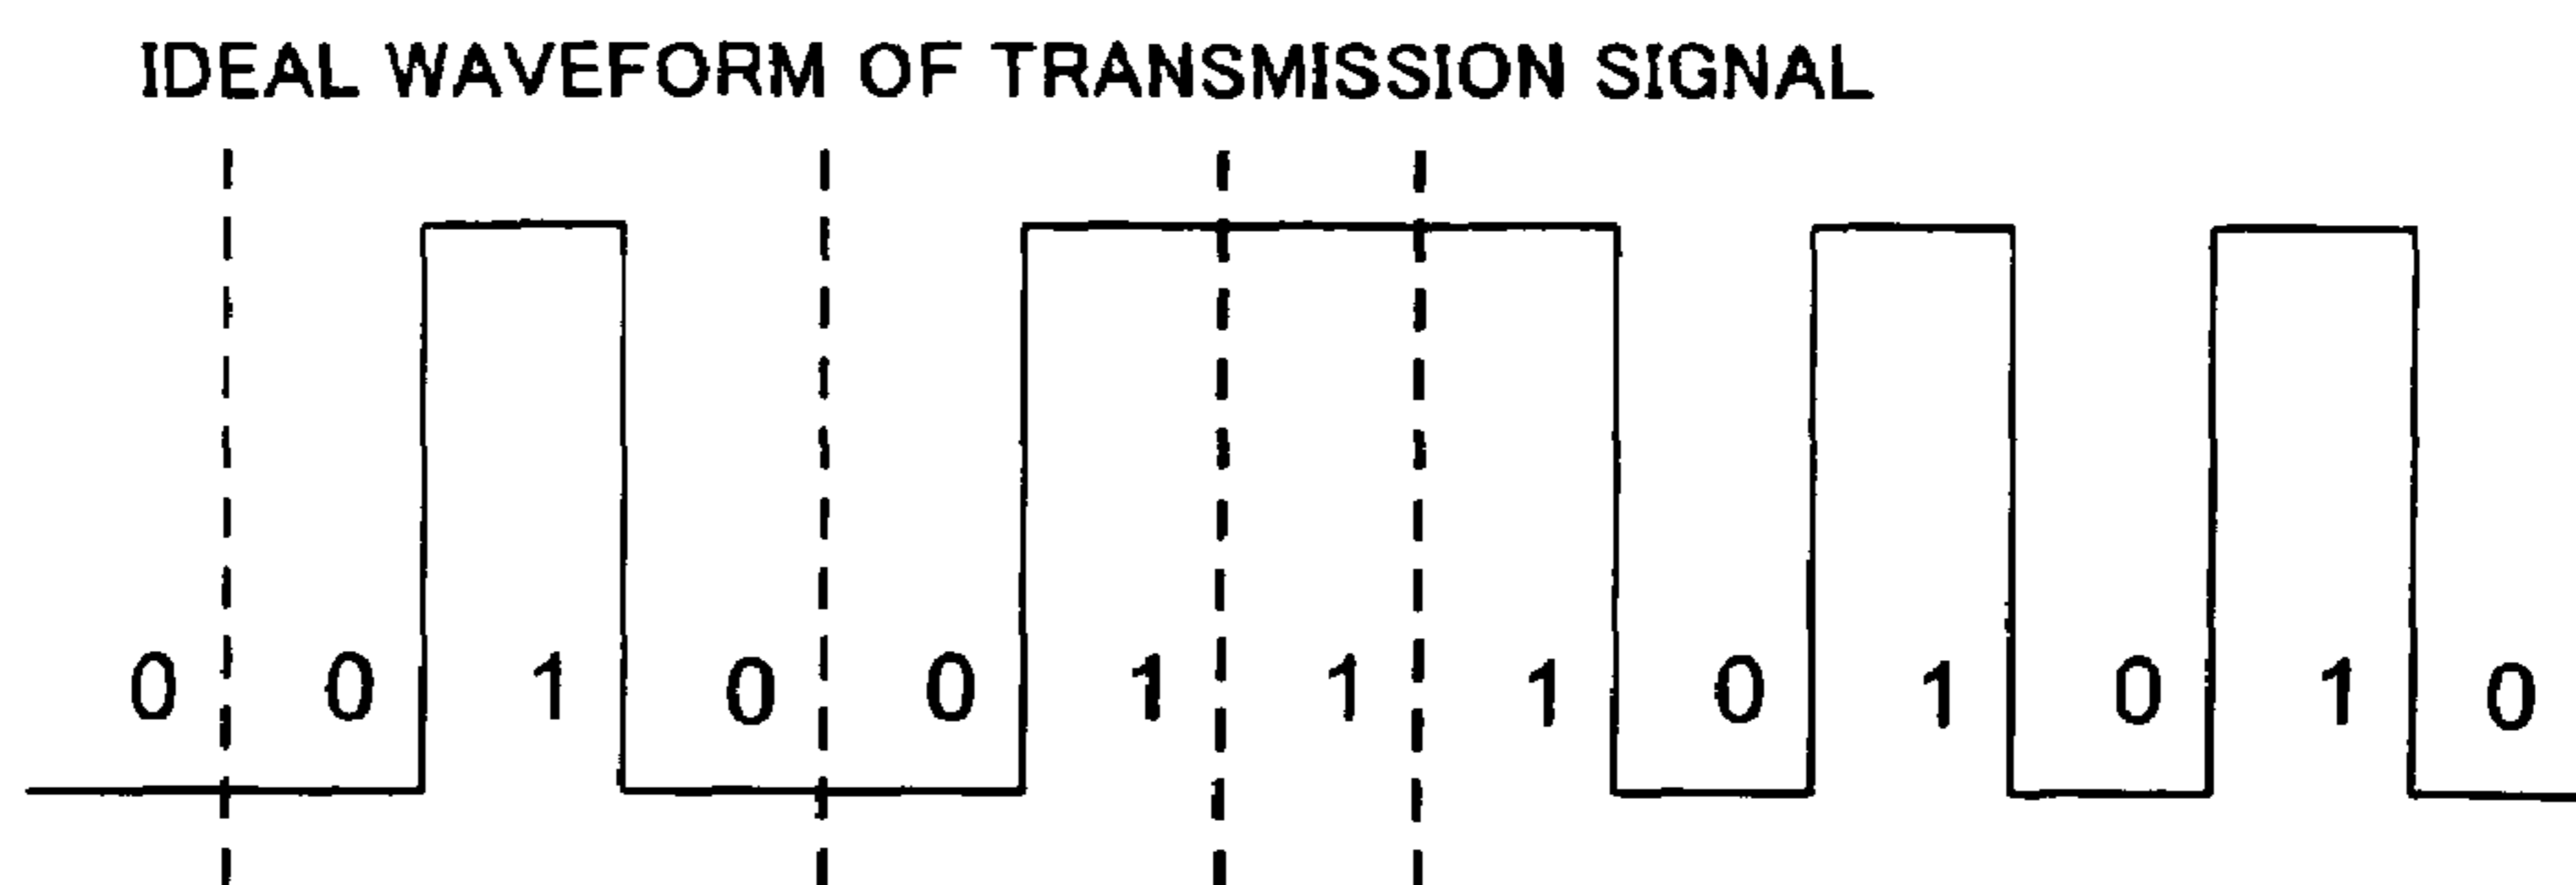 IDEAL WAVEFORM OF TRANSMISSION SIGNAL
0 0 1 0 0 1 1 1 0 1 0 1 0